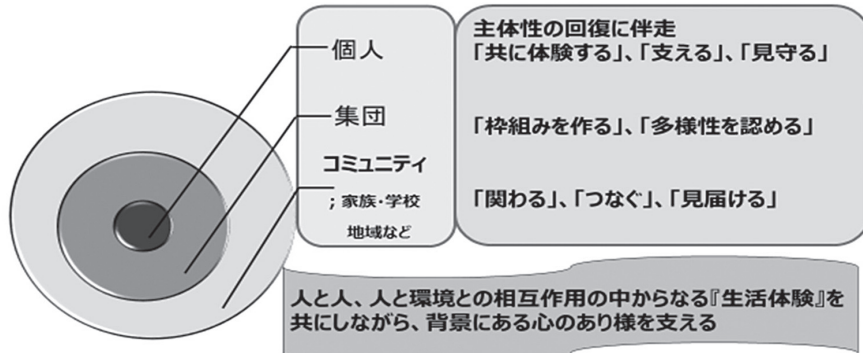 個人
集団
コミュニティ
；家族・学校
地域など
主体性の回復に伴走
「共に体験する」、「支える」、「見守る」
「枠組みを作る」、「多様性を認める」
「関わる」、「つなぐ」、「見届ける」
人と人、人と環境との相互作用の中からなる『生活体験』を
共にしながら、背景にある心のあり様を支える